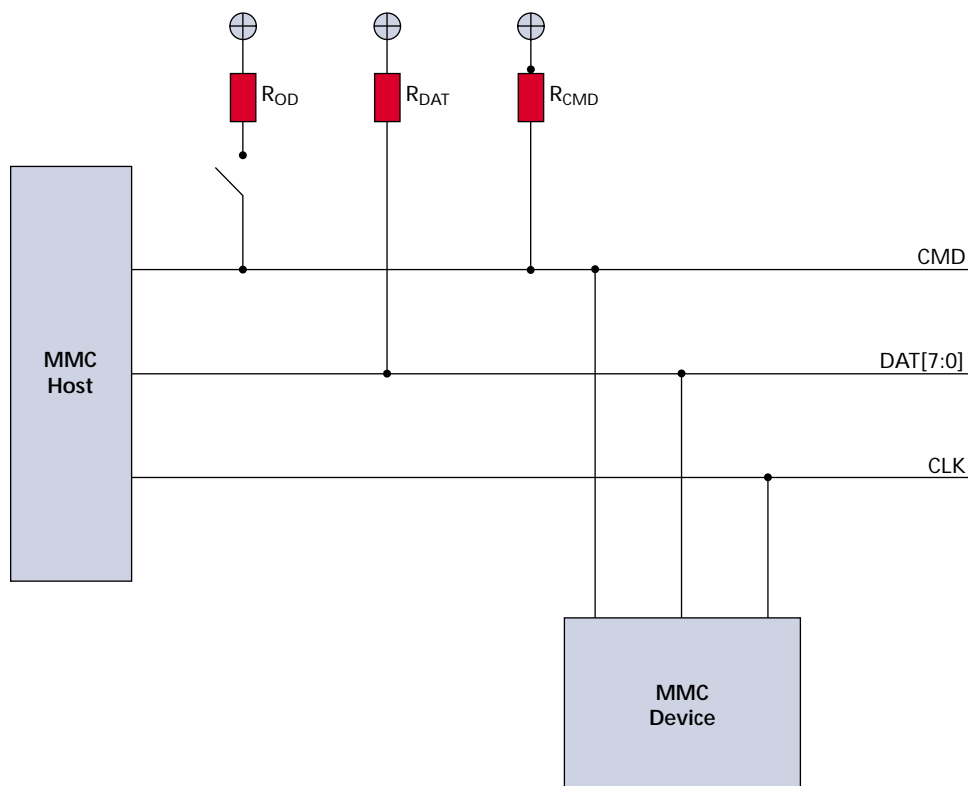 R_OD
R_DAT
R_CMD
CMD
MMC
Host
DAT[7:0]
CLK
MMC
Device